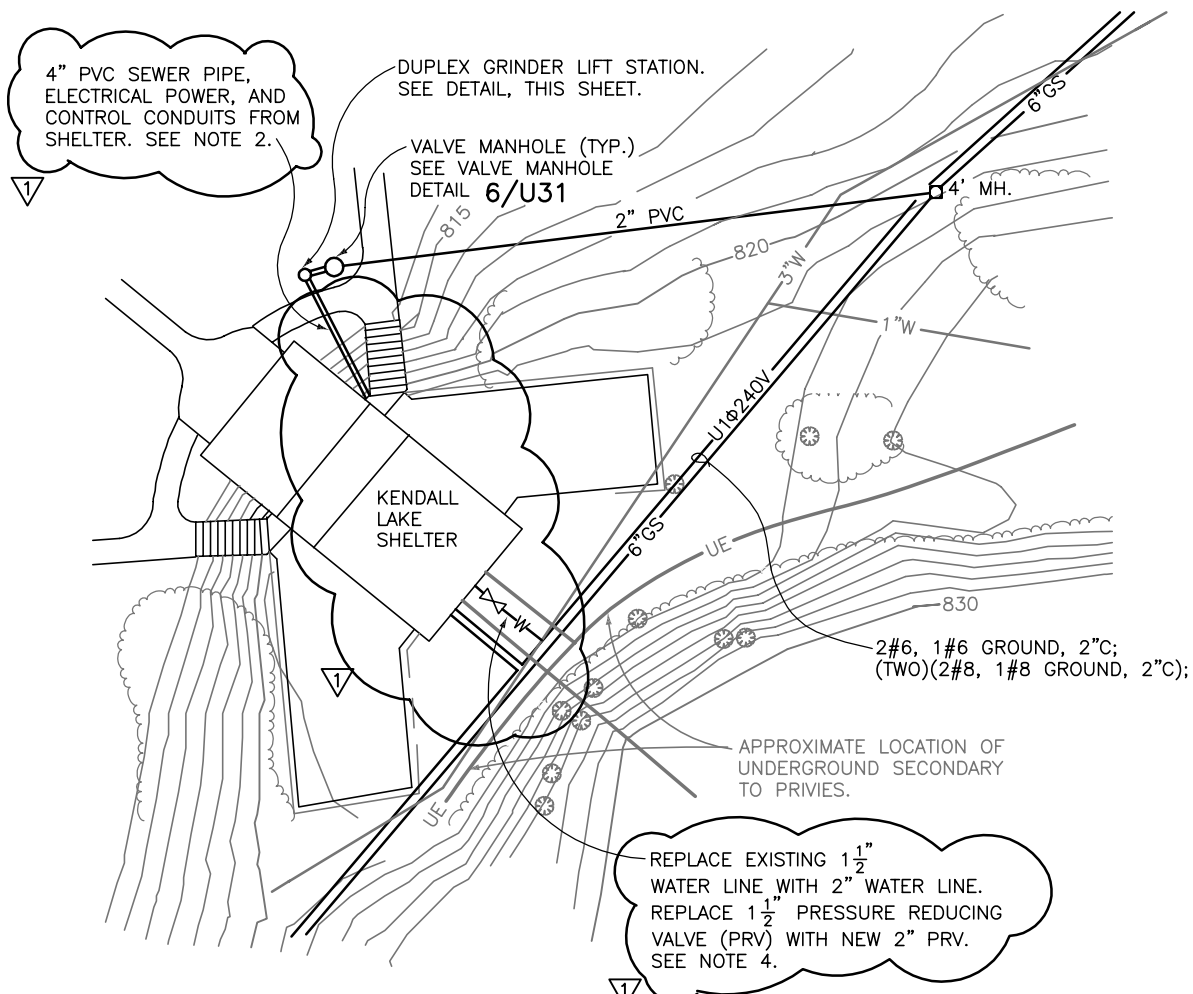 4" PVC SEWER PIPE,
ELECTRICAL POWER, AND
CONTROL CONDUITS FROM
SHELTER. SEE NOTE 2.
1
DUPLEX GRINDER LIFT STATION.
SEE DETAIL, THIS SHEET.
VALVE MANHOLE (TYP.)
SEE VALVE MANHOLE
DETAIL 6/U31
6"GS
4' MH.
2" PVC
815
820
3"W
1"W
U1Φ240V
KENDALL
LAKE
SHELTER
6"GS
UE
830
W
2#6, 1#6 GROUND, 2"C;
(TWO)(2#8, 1#8 GROUND, 2"C);
1
APPROXIMATE LOCATION OF
UNDERGROUND SECONDARY
TO PRIVIES.
UE
REPLACE EXISTING 1 1/2"
WATER LINE WITH 2" WATER LINE.
REPLACE 1 1/2" PRESSURE REDUCING
VALVE (PRV) WITH NEW 2" PRV.
SEE NOTE 4.
1